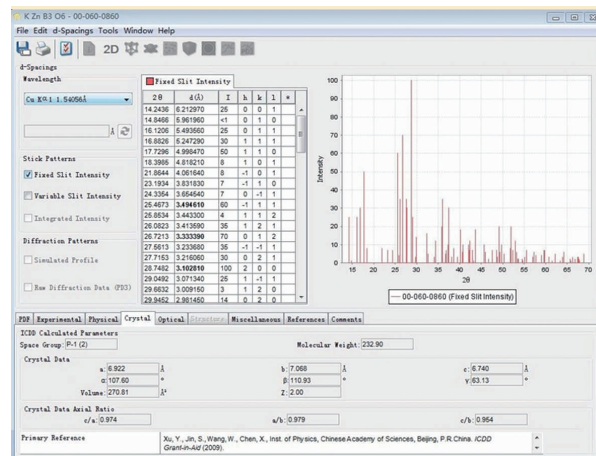 K Zn B3 O6 - 00-060-0860
File Edit d-Spacings Tools Window Help
2D
d-Spacings
Wavelength
Cu Kα1 1.54056Å
Å
Stick Patterns
Fixed Slit Intensity
Variable Slit Intensity
Integrated Intensity
Diffraction Patterns
Simulated Profile
Raw Diffraction Data (PD3)
Fixed Slit Intensity
2θ d(Å) I h k l *
14.2436 6.212970 25 0 0 1
14.8466 5.961960 <1 0 1 0
16.1206 5.493560 25 0 1 1
16.8826 5.247290 30 1 1 1
17.7296 4.998470 50 1 1 0
18.3985 4.818210 8 1 0 1
21.8644 4.061640 8 -1 0 1
23.1934 3.831830 7 -1 1 0
24.3354 3.654540 7 0 -1 1
25.4673 3.494610 60 -1 1 1
25.8534 3.443300 4 1 1 2
26.0823 3.413590 35 1 2 1
26.7213 3.333390 70 0 1 2
27.5613 3.233680 35 -1 -1 1
27.7153 3.216060 30 0 2 1
28.7482 3.102810 100 2 0 0
29.0492 3.071340 25 1 -1 1
29.6632 3.009150 3 1 2 0
29.9452 2.981450 14 0 2 0
Intensity
100
90
80
70
60
50
40
30
20
10
0
15 20 25 30 35 40 45 50 55 60 65 70
2θ
00-060-0860 (Fixed Slit Intensity)
PDF Experimental Physical Crystal Optical Structure Miscellaneous References Comments
ICDD Calculated Parameters
Space Group: P-1 (2) Molecular Weight: 232.90
Crystal Data
a: 6.922 Å b: 7.068 Å c: 6.740 Å
α: 107.60 ° β: 110.93 ° γ: 63.13 °
Volume: 270.81 Å³ Z: 2.00
Crystal Data Axial Ratio
c/a: 0.974 a/b: 0.979 c/b: 0.954
Primary Reference
Xu, Y., Jin, S., Wang, W., Chen, X., Inst. of Physics, Chinese Academy of Sciences, Beijing, P.R.China. ICDD
Grant-in-Aid (2009).